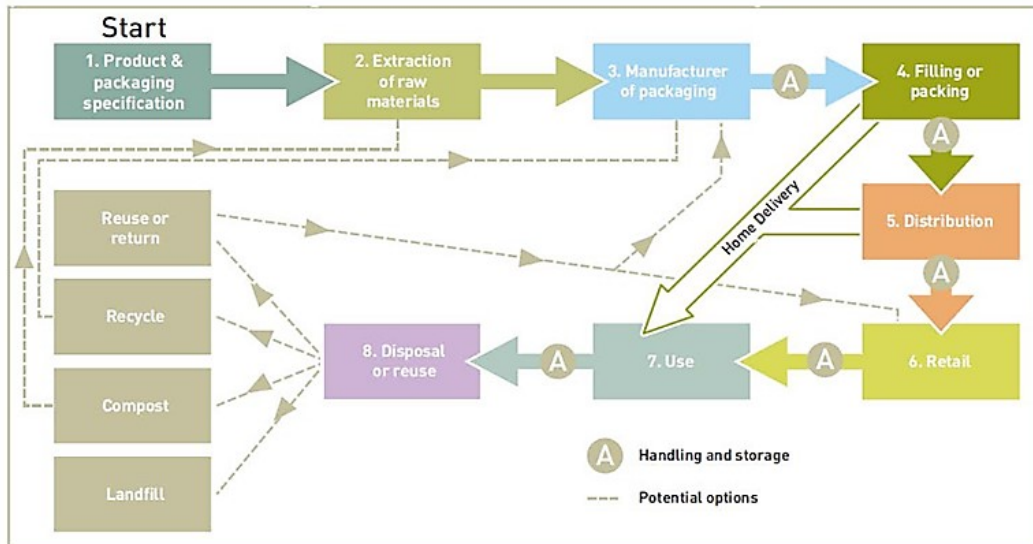 Start
1. Product &
packaging
specification
2. Extraction
of raw
materials
3. Manufacturer
of packaging
A
4. Filling or
packing
A
Home Delivery
5. Distribution
A
Reuse or
return
Recycle
Compost
Landfill
8. Disposal
or reuse
A
7. Use
A
6. Retail
A
Handling and storage
Potential options